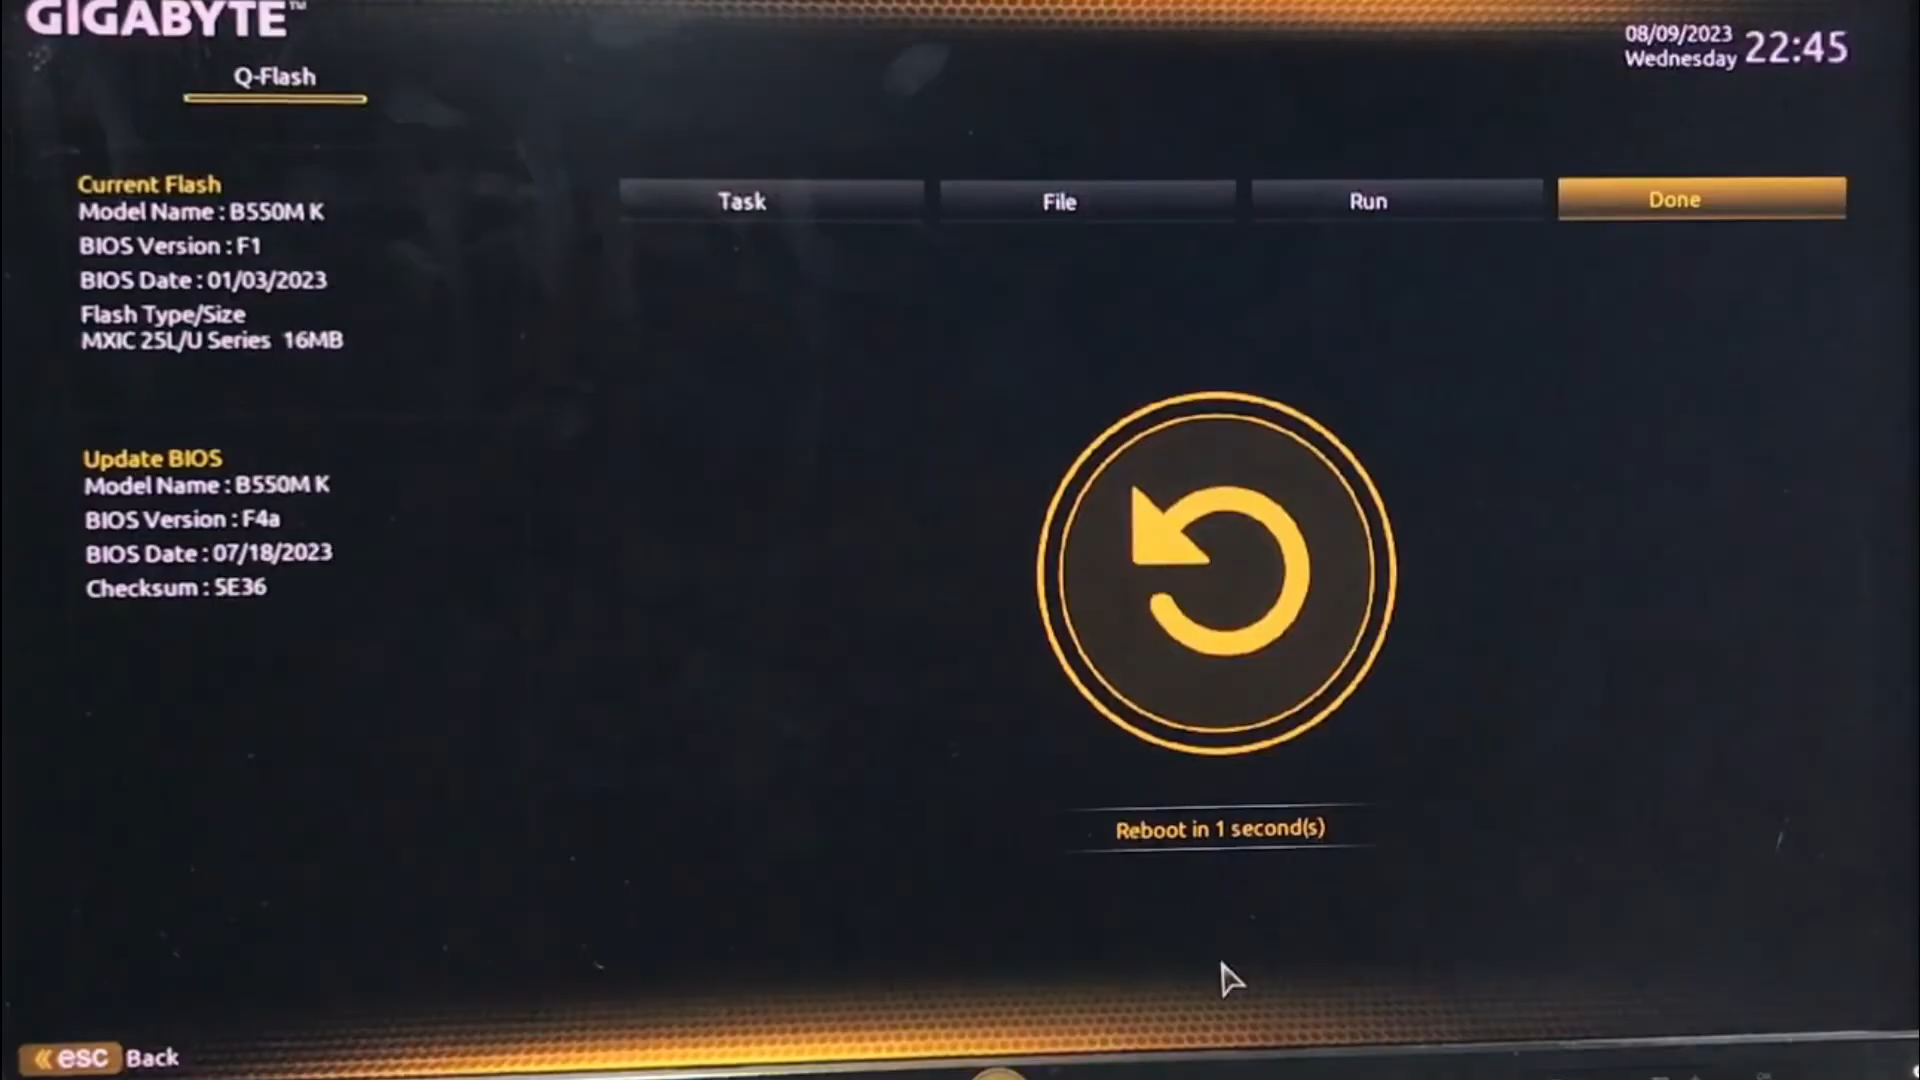 GIGABYTE™
08/09/2023
Wednesday
22:45
Q-Flash
Task
File
Run
Done
Current Flash
Model Name : B550M K
BIOS Version : F1
BIOS Date : 01/03/2023
Flash Type/Size
MXIC 25L/U Series 16MB
Update BIOS
Model Name : B550M K
BIOS Version : F4a
BIOS Date : 07/18/2023
Checksum : 5E36
Reboot in 1 second(s)
« esc Back